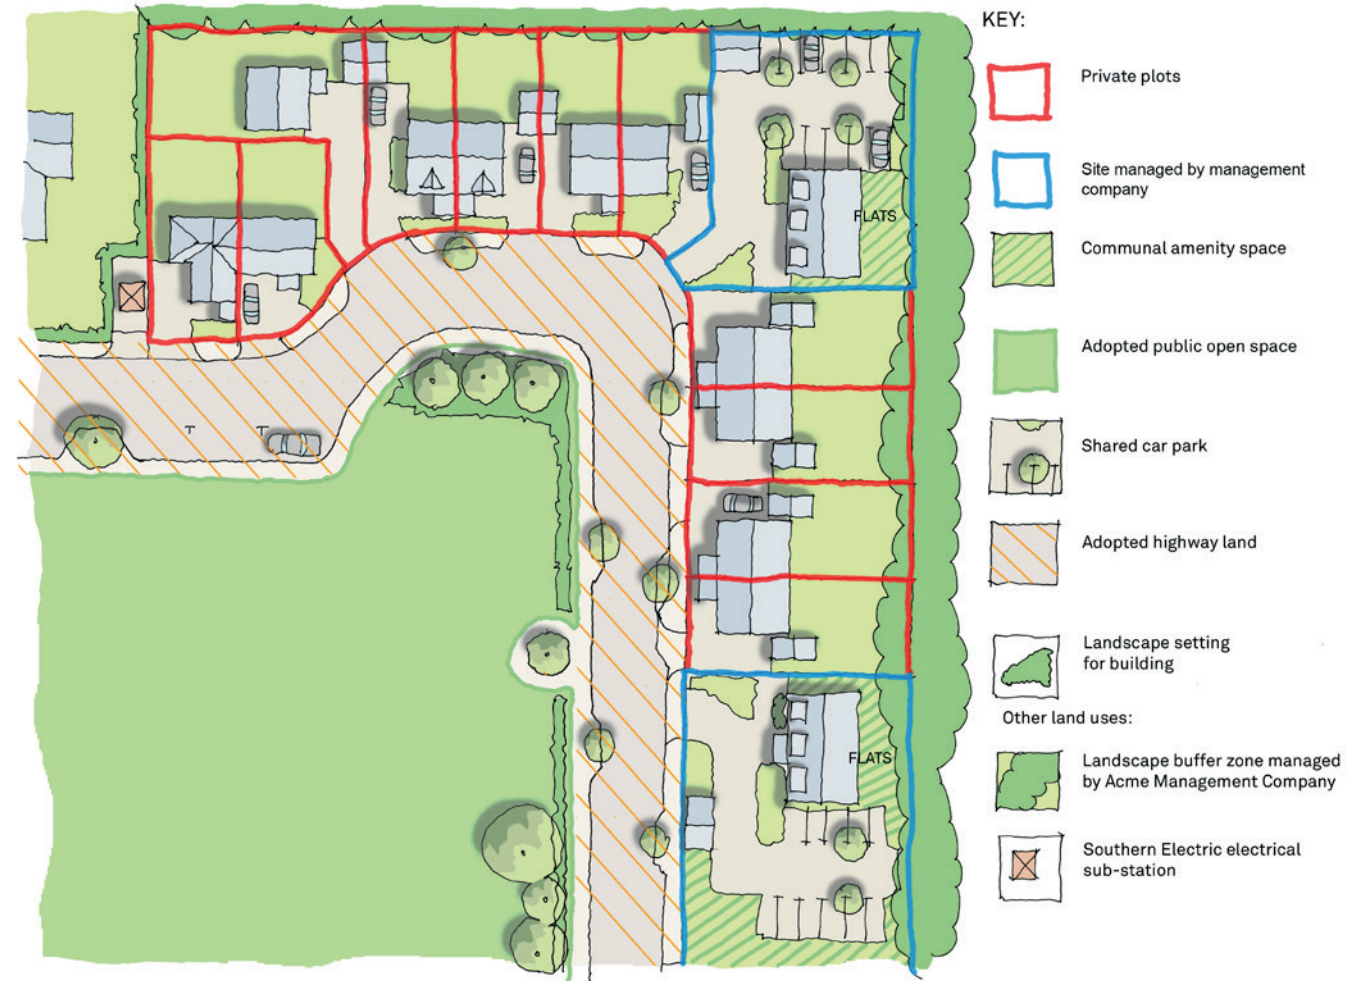 KEY:
Private plots
Site managed by management
company
Communal amenity space
Adopted public open space
Shared car park
Adopted highway land
Landscape setting
for building
Other land uses:
Landscape buffer zone managed
by Acme Management Company
Southern Electric electrical
sub-station
FLATS
FLATS